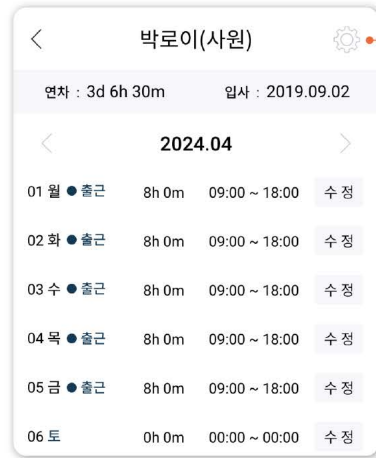 박로이(사원)
연차 : 3d 6h 30m 입사 : 2019.09.02
2024.04
01 월 ● 출근 8h 0m 09:00 ~ 18:00 수 정
02 화 ● 출근 8h 0m 09:00 ~ 18:00 수 정
03 수 ● 출근 8h 0m 09:00 ~ 18:00 수 정
04 목 ● 출근 8h 0m 09:00 ~ 18:00 수 정
05 금 ● 출근 8h 0m 09:00 ~ 18:00 수 정
06 토 0h 0m 00:00 ~ 00:00 수 정